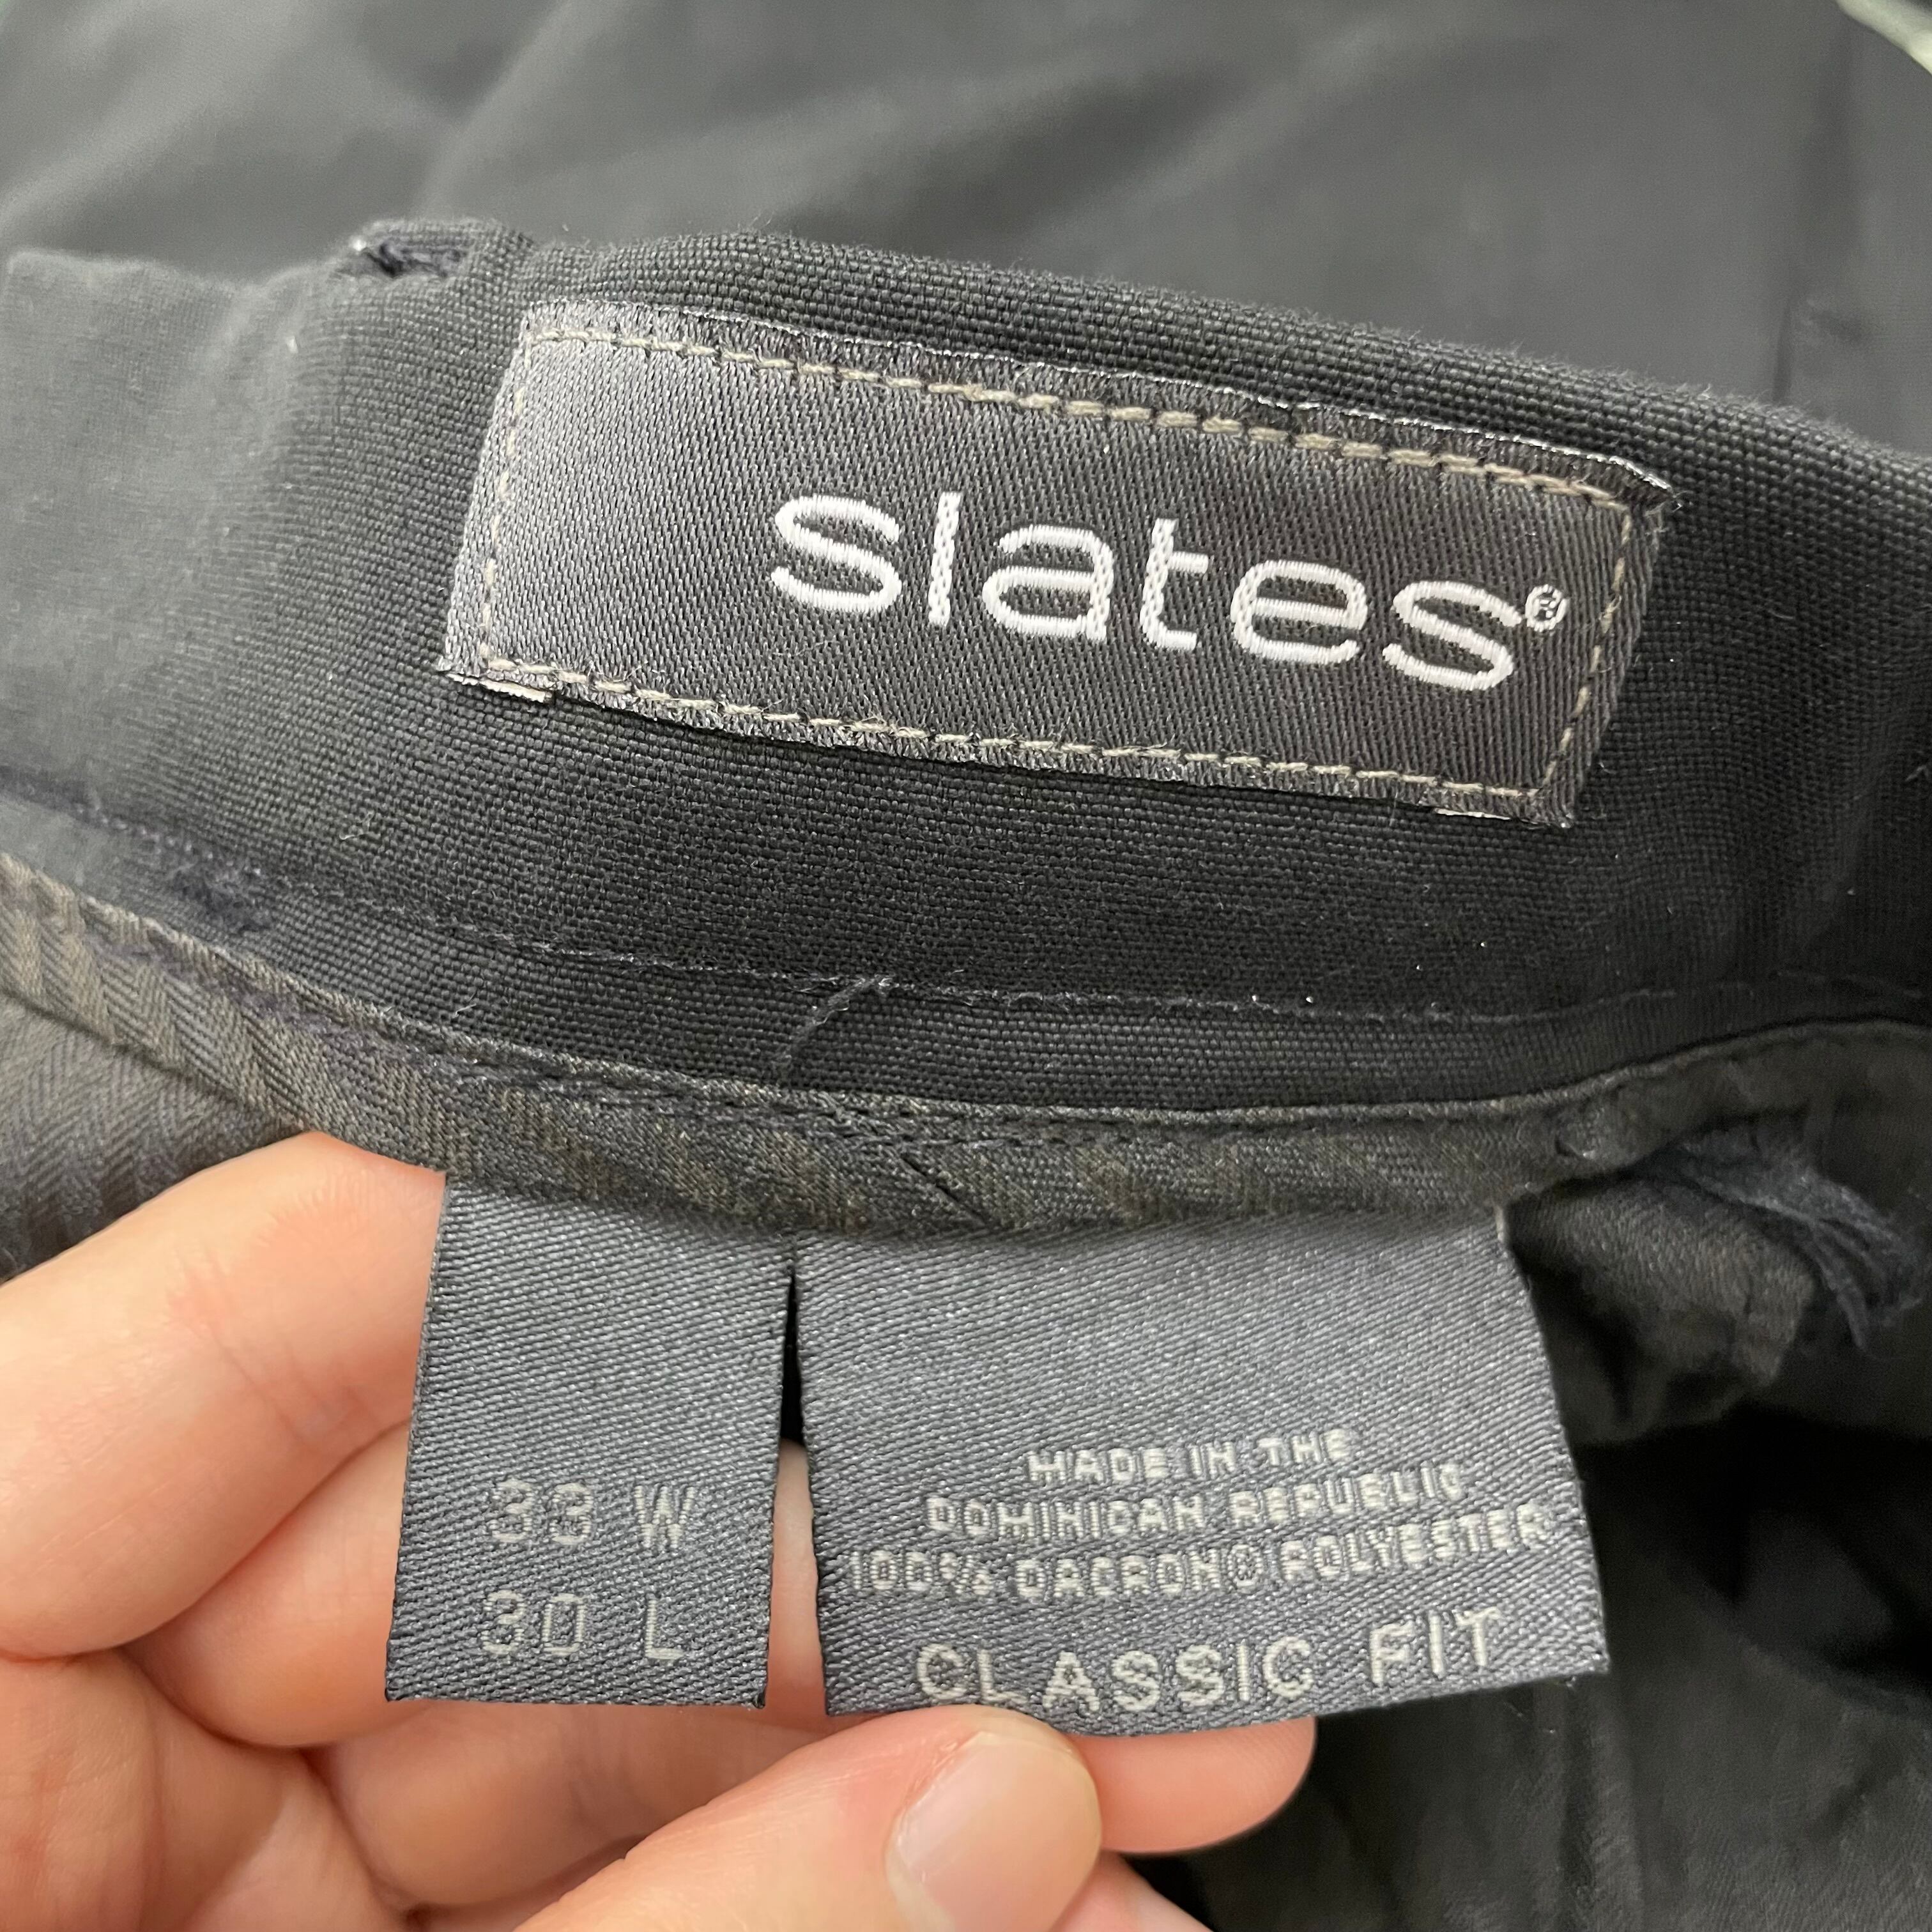 slates®
33 W
30 L
MADE IN THE
DOMINICAN REPUBLIC
100% DACRON® POLYESTER
CLASSIC FIT